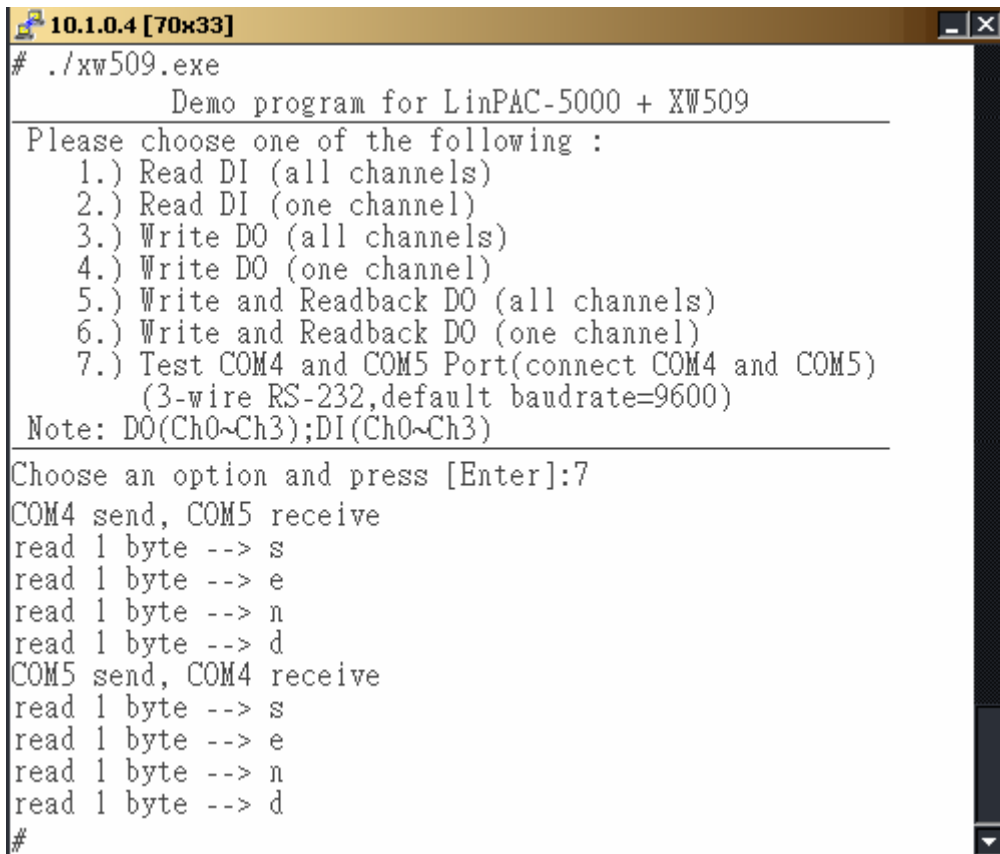 10.1.0.4 [70x33]
# ./xw509.exe
Demo program for LinPAC-5000 + XW509
Please choose one of the following :
1.) Read DI (all channels)
2.) Read DI (one channel)
3.) Write DO (all channels)
4.) Write DO (one channel)
5.) Write and Readback DO (all channels)
6.) Write and Readback DO (one channel)
7.) Test COM4 and COM5 Port(connect COM4 and COM5)
(3-wire RS-232,default baudrate=9600)
Note: DO(Ch0~Ch3);DI(Ch0~Ch3)
Choose an option and press [Enter]:7
COM4 send, COM5 receive
read 1 byte --> s
read 1 byte --> e
read 1 byte --> n
read 1 byte --> d
COM5 send, COM4 receive
read 1 byte --> s
read 1 byte --> e
read 1 byte --> n
read 1 byte --> d
#